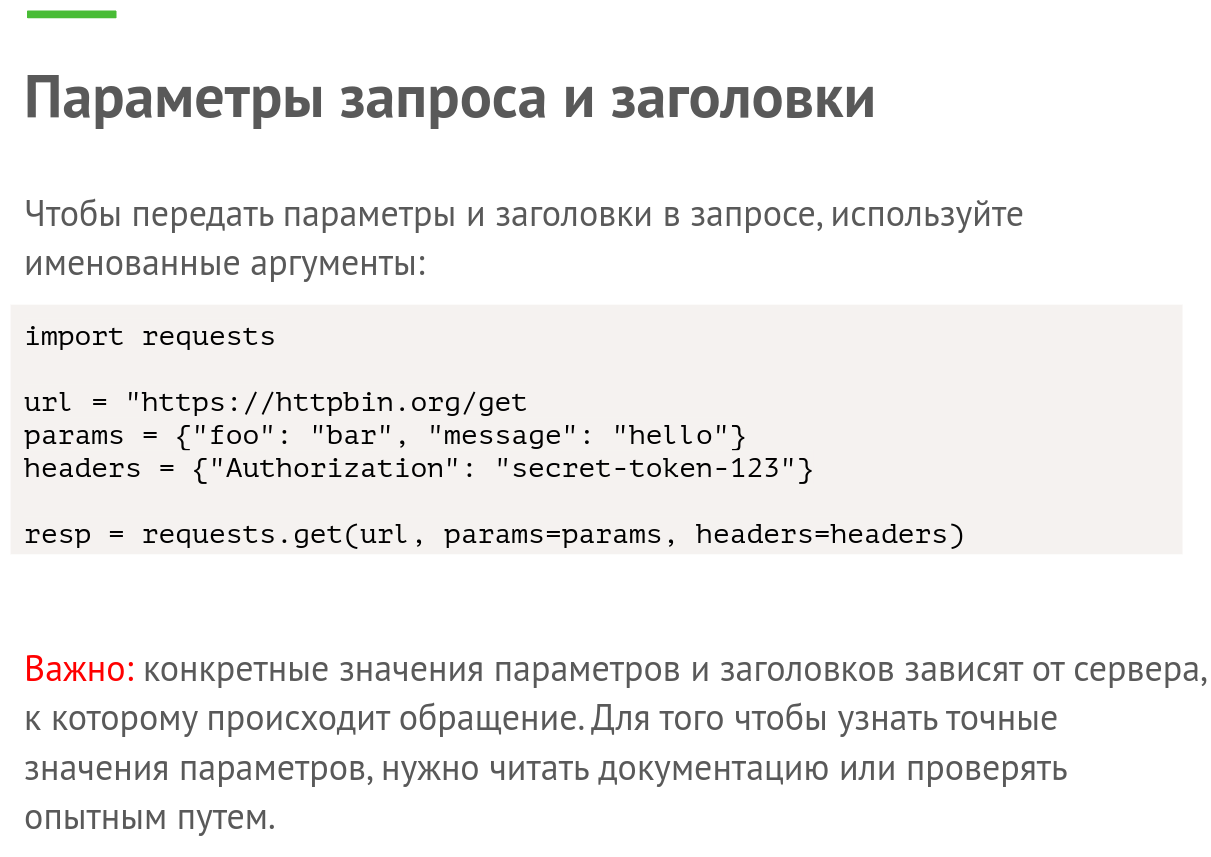 Параметры запроса и заголовки
Чтобы передать параметры и заголовки в запросе, используйте
именованные аргументы:
import requests
url = "https://httpbin.org/get
params = {"foo": "bar", "message": "hello"}
headers = {"Authorization": "secret-token-123"}
resp = requests.get(url, params=params, headers=headers)
Важно: конкретные значения параметров и заголовков зависят от сервера,
к которому происходит обращение. Для того чтобы узнать точные
значения параметров, нужно читать документацию или проверять
опытным путем.